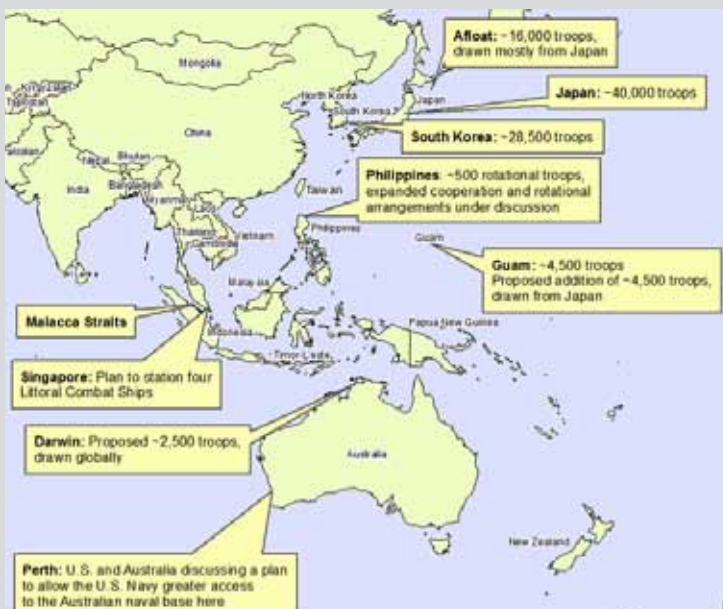 Afloat: ~16,000 troops,
drawn mostly from Japan
Mongolia
Japan: ~40,000 troops
North Korea
Japan
South Korea
China
South Korea: ~28,500 troops
Nepal
Bhutan
Philippines: ~500 rotational troops,
expanded cooperation and rotational
arrangements under discussion
India
Bangladesh
Myanmar
Laos
Taiwan
Thailand
Vietnam
Cambodia
Philippines
Guam
Guam: ~4,500 troops
Proposed addition of ~4,500 troops,
drawn from Japan
Malaysia
Malacca Straits
Indonesia
Papua New Guinea
Timor-Leste
Singapore: Plan to station four
Littoral Combat Ships
Darwin: Proposed ~2,500 troops,
drawn globally
Australia
New Zealand
Perth: U.S. and Australia discussing a plan
to allow the U.S. Navy greater access
to the Australian naval base here